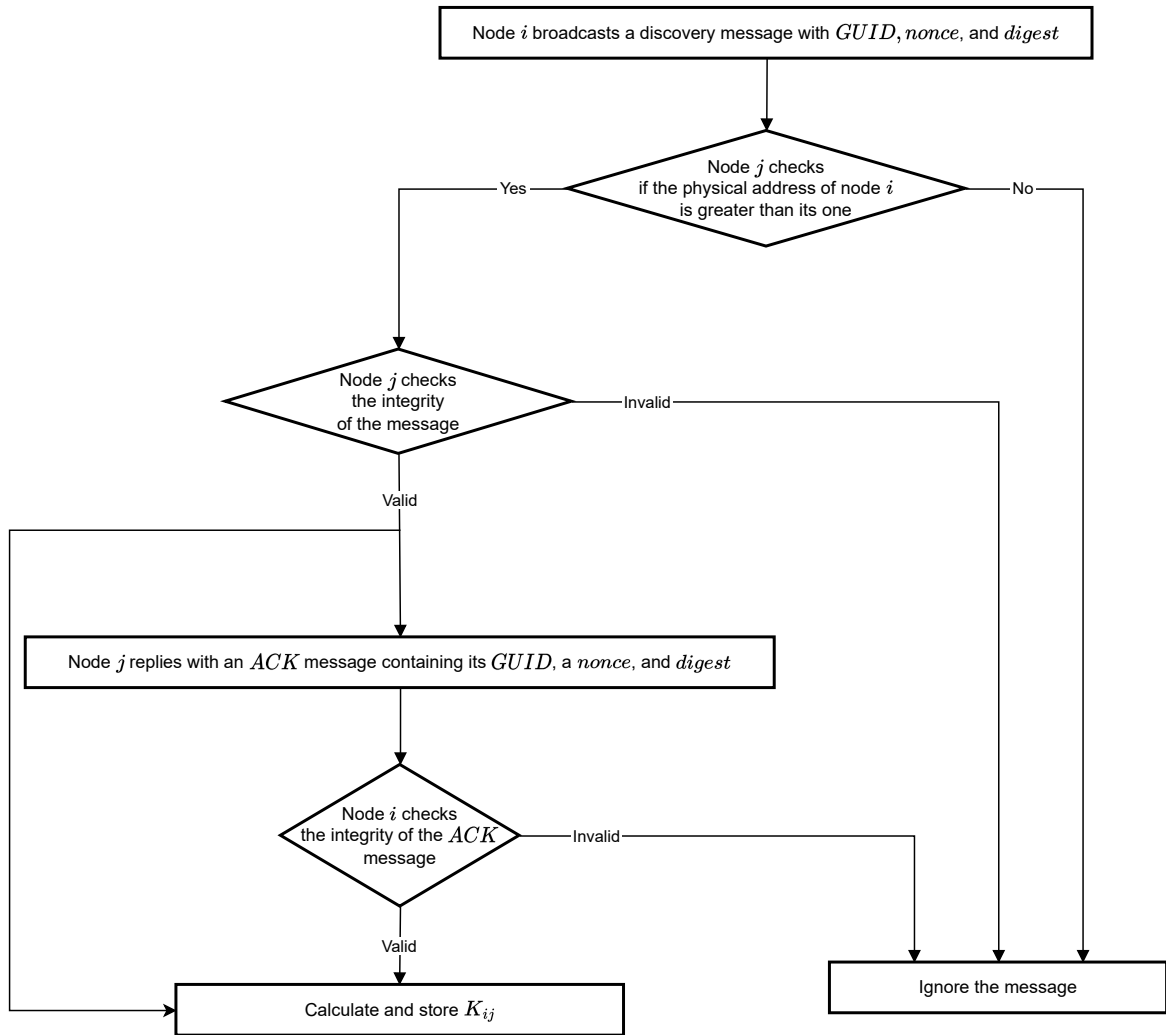 Node i broadcasts a discovery message with GUID, nonce, and digest
Node j checks
if the physical address of node i
is greater than its one
Yes
No
Node j checks
the integrity
of the message
Invalid
Valid
Node j replies with an ACK message containing its GUID, a nonce, and digest
Node i checks
the integrity of the ACK
message
Invalid
Valid
Ignore the message
Calculate and store K_{ij}